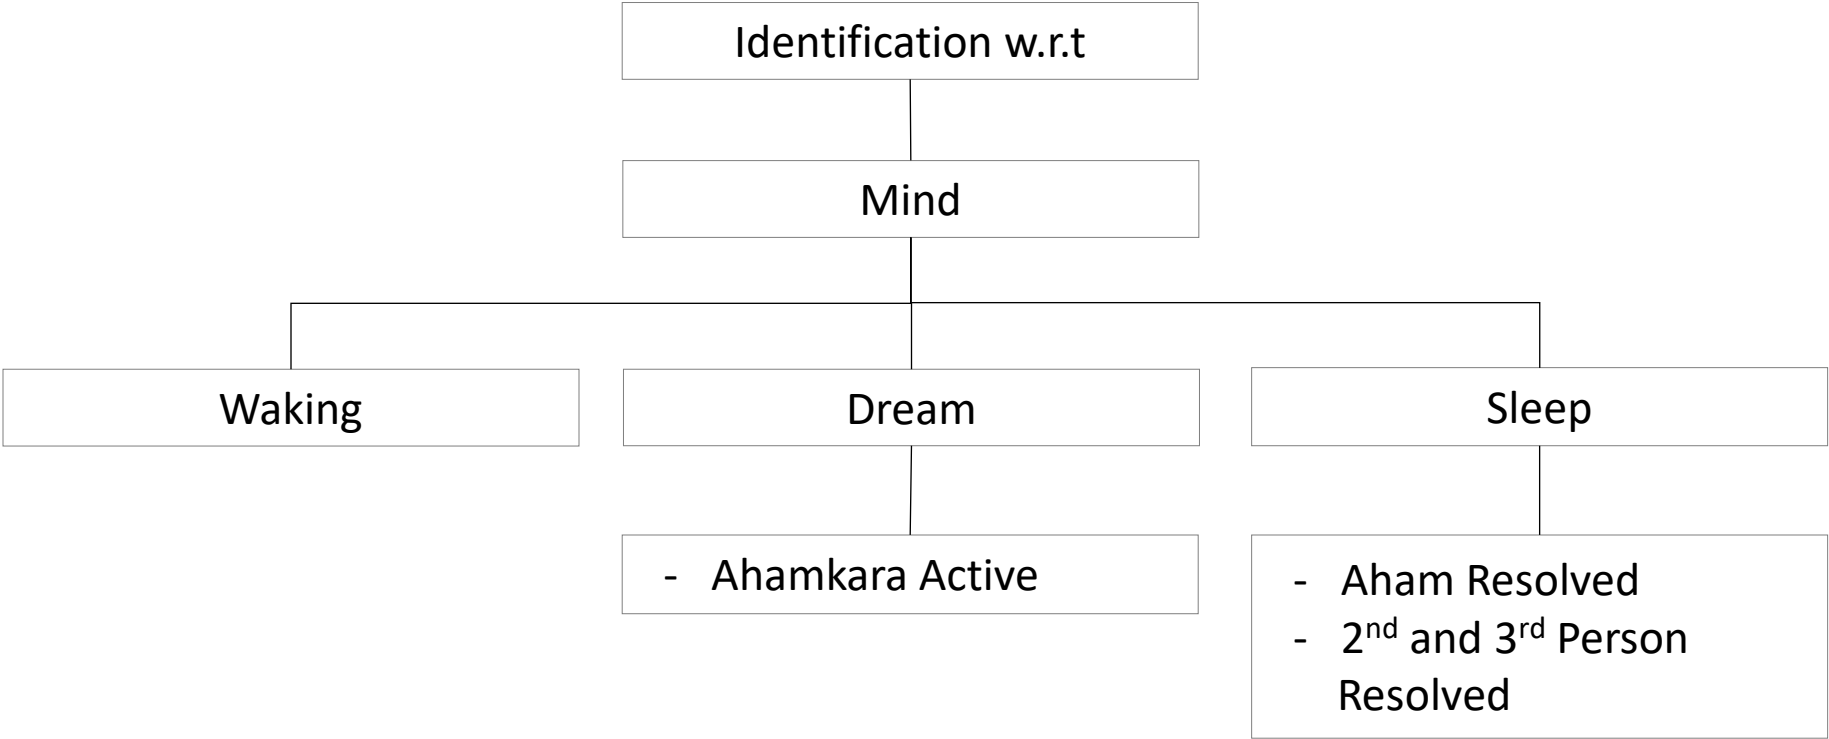 Identification w.r.t
Mind
Waking
Dream
Sleep
- Ahamkara Active
- Aham Resolved
- 2nd and 3rd Person
Resolved